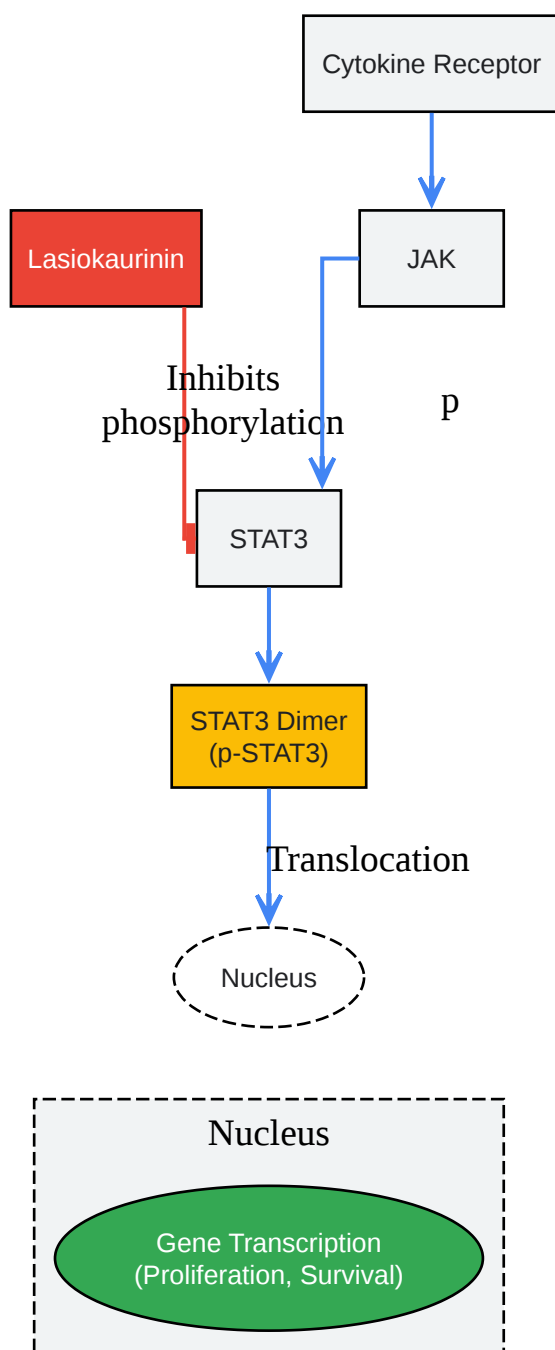 Cytokine Receptor
Lasiokaurinin
JAK
Inhibits
phosphorylation
p
STAT3
STAT3 Dimer
(p-STAT3)
Translocation
Nucleus
Nucleus
Gene Transcription
(Proliferation, Survival)